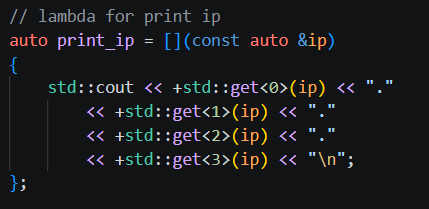 // lambda for print ip
auto print_ip = [](const auto &ip)
{
    std::cout << +std::get<0>(ip) << "."
        << +std::get<1>(ip) << "."
        << +std::get<2>(ip) << "."
        << +std::get<3>(ip) << "\n";
};